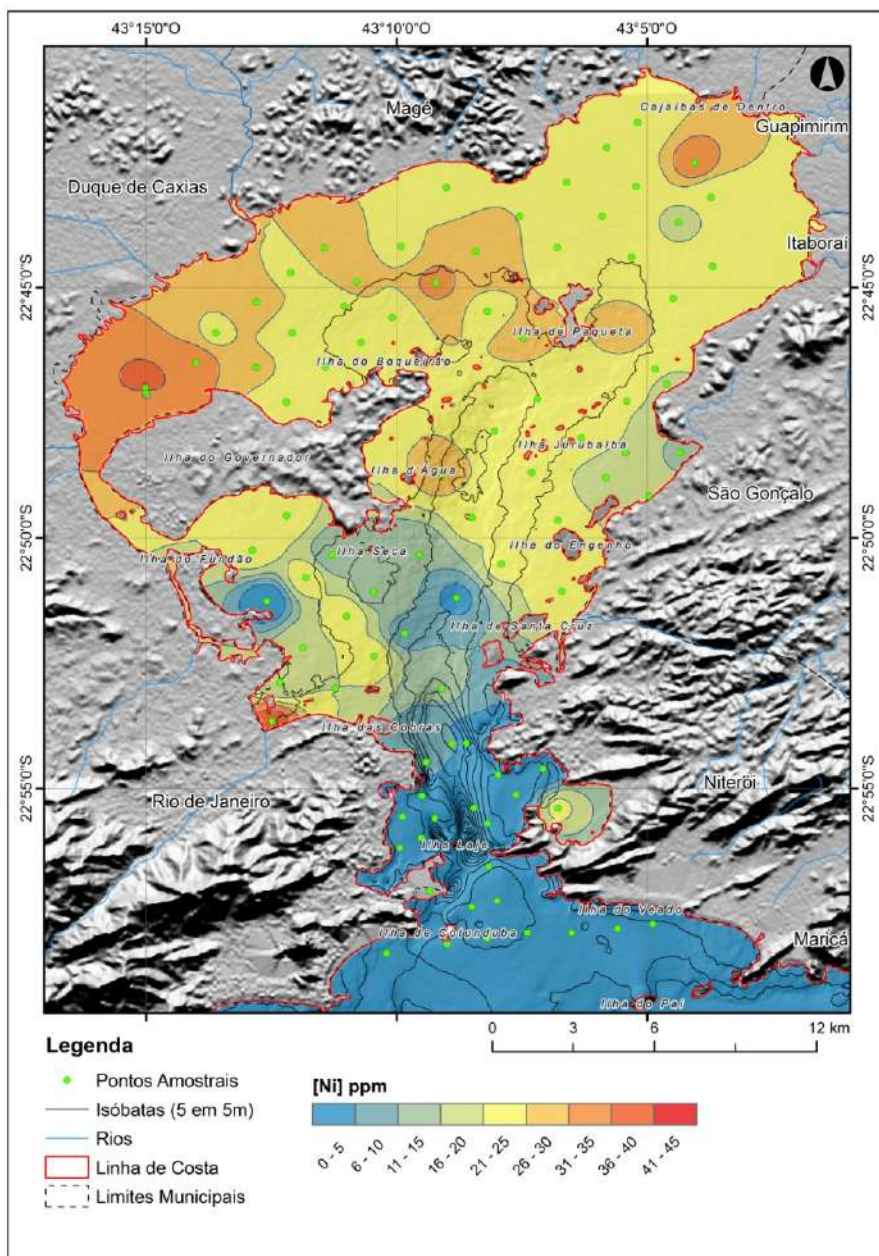 43°15'0"O 43°10'0"O 43°5'0"O
Cajaibas de Dentro
Magé
Guapimirim
Duque de Caxias
Itaboraí
22°45'0"S 22°45'0"S
Ilha de Paqueta
Ilha do Boqueirão
Ilha Jurubaiba
Ilha do Governador
Ilha d'Água
São Gonçalo
22°50'0"S 22°50'0"S
Ilha do Engenho
Ilha Seca
Ilha do Fundão
Ilha de Santa Cruz
Ilha das Cobras
22°55'0"S 22°55'0"S
Niterói
Rio de Janeiro
Ilha Laje
Ilha do Veado
Ilha de Cotunduba
Maricá
Ilha do Pai
0 3 6 12 km
Legenda
Pontos Amostrais
Isóbatas (5 em 5m)
Rios
Linha de Costa
Limites Municipais
[Ni] ppm
0 - 5 6 - 10 11 - 15 16 - 20 21 - 25 26 - 30 31 - 35 36 - 40 41 - 45